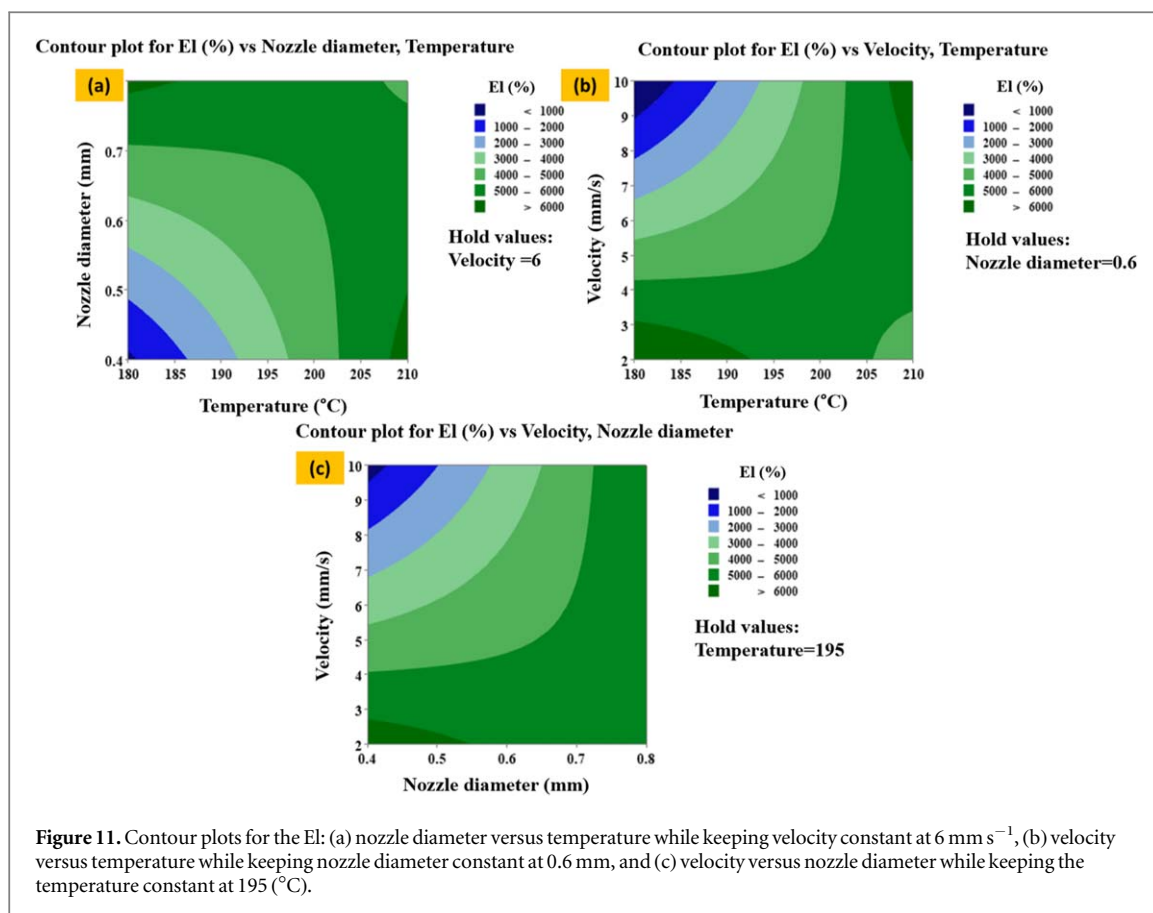 Contour plot for El (%) vs Nozzle diameter, Temperature
(a)
El (%)
< 1000
1000 – 2000
2000 – 3000
3000 – 4000
4000 – 5000
5000 – 6000
> 6000
Hold values:
Velocity =6
Nozzle diameter (mm)
0.7
0.6
0.5
0.4
180 185 190 195 200 205 210
Temperature (°C)
Contour plot for El (%) vs Velocity, Temperature
(b)
El (%)
< 1000
1000 – 2000
2000 – 3000
3000 – 4000
4000 – 5000
5000 – 6000
> 6000
Hold values:
Nozzle diameter=0.6
Velocity (mm/s)
10
9
8
7
6
5
4
3
2
180 185 190 195 200 205 210
Temperature (°C)
Contour plot for El (%) vs Velocity, Nozzle diameter
(c)
El (%)
< 1000
1000 – 2000
2000 – 3000
3000 – 4000
4000 – 5000
5000 – 6000
> 6000
Hold values:
Temperature=195
Velocity (mm/s)
10
9
8
7
6
5
4
3
2
0.4 0.5 0.6 0.7 0.8
Nozzle diameter (mm)
Figure 11. Contour plots for the El: (a) nozzle diameter versus temperature while keeping velocity constant at 6 mm s⁻¹, (b) velocity
versus temperature while keeping nozzle diameter constant at 0.6 mm, and (c) velocity versus nozzle diameter while keeping the
temperature constant at 195 (°C).